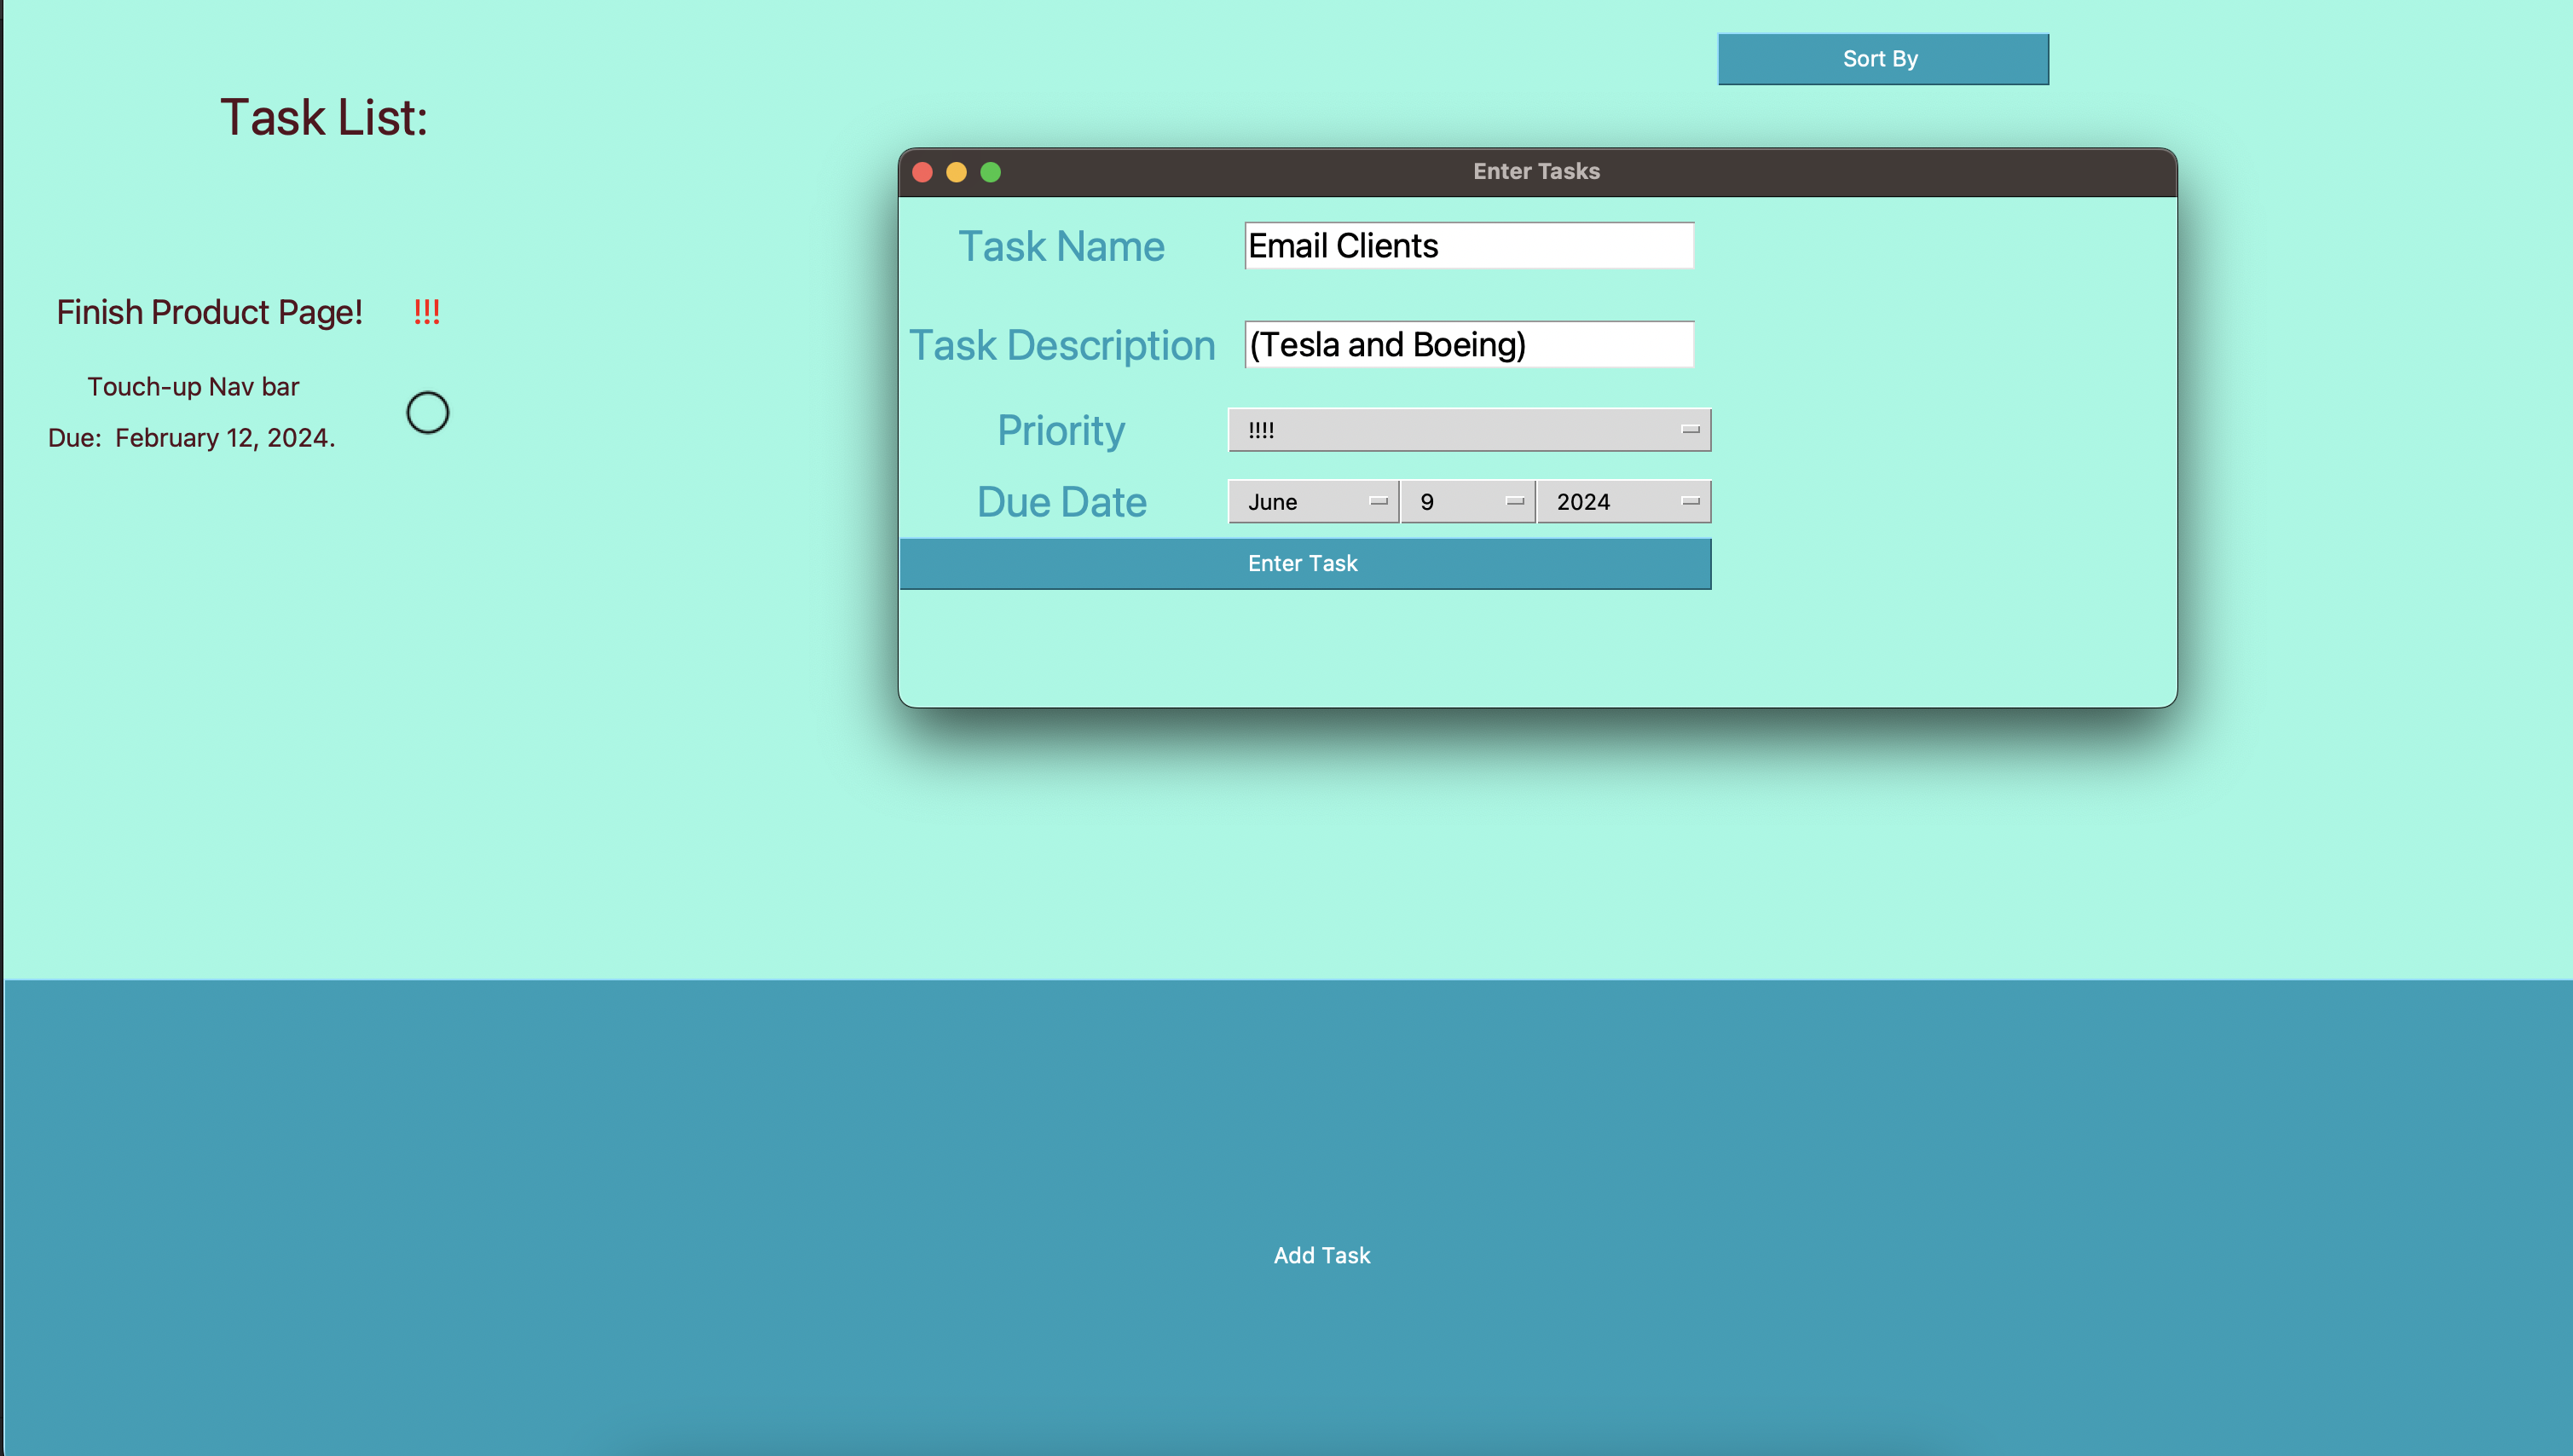 Sort By
Task List:
Enter Tasks
Task Name
Email Clients
Finish Product Page! !!!
Task Description
(Tesla and Boeing)
Touch-up Nav bar
Due: February 12, 2024.
Priority
!!!!
Due Date
June 9 2024
Enter Task
Add Task